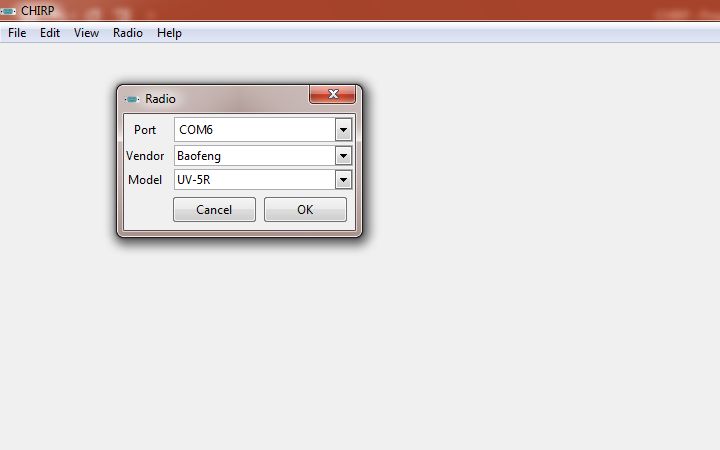 CHIRP
File Edit View Radio Help
Radio
Port COM6
Vendor Baofeng
Model UV-5R
Cancel OK